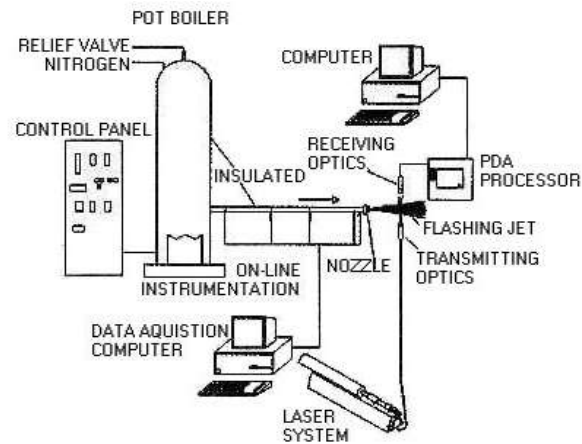 POT BOILER
RELIEF VALVE
NITROGEN
COMPUTER
CONTROL PANEL
RECEIVING
OPTICS
INSULATED
PDA
PROCESSOR
FLASHING JET
NOZZLE
TRANSMITTING
OPTICS
ON-LINE
INSTRUMENTATION
DATA AQUISTION
COMPUTER
LASER
SYSTEM